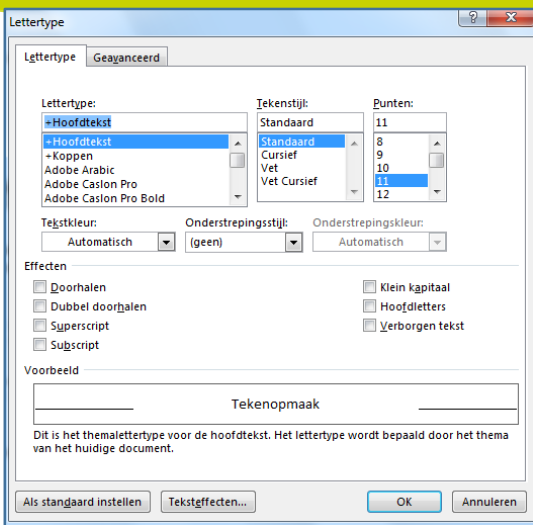 Lettertype
Lettertype Geavanceerd
Lettertype: Tekenstijl: Punten:
+Hoofdtekst Standaard 11
+Hoofdtekst Standaard 8
+Koppen Cursief 9
Adobe Arabic Vet 10
Adobe Caslon Pro Vet Cursief 11
Adobe Caslon Pro Bold 12
Tekstkleur: Onderstrepingsstijl: Onderstrepingskleur:
Automatisch (geen) Automatisch
Effecten
Doorhalen Klein kapitaal
Dubbel doorhalen Hoofdletters
Superscript Verborgen tekst
Subscript
Voorbeeld
Tekenopmaak
Dit is het themalettertype voor de hoofdtekst. Het lettertype wordt bepaald door het thema
van het huidige document.
Als standaard instellen Teksteffecten... OK Annuleren